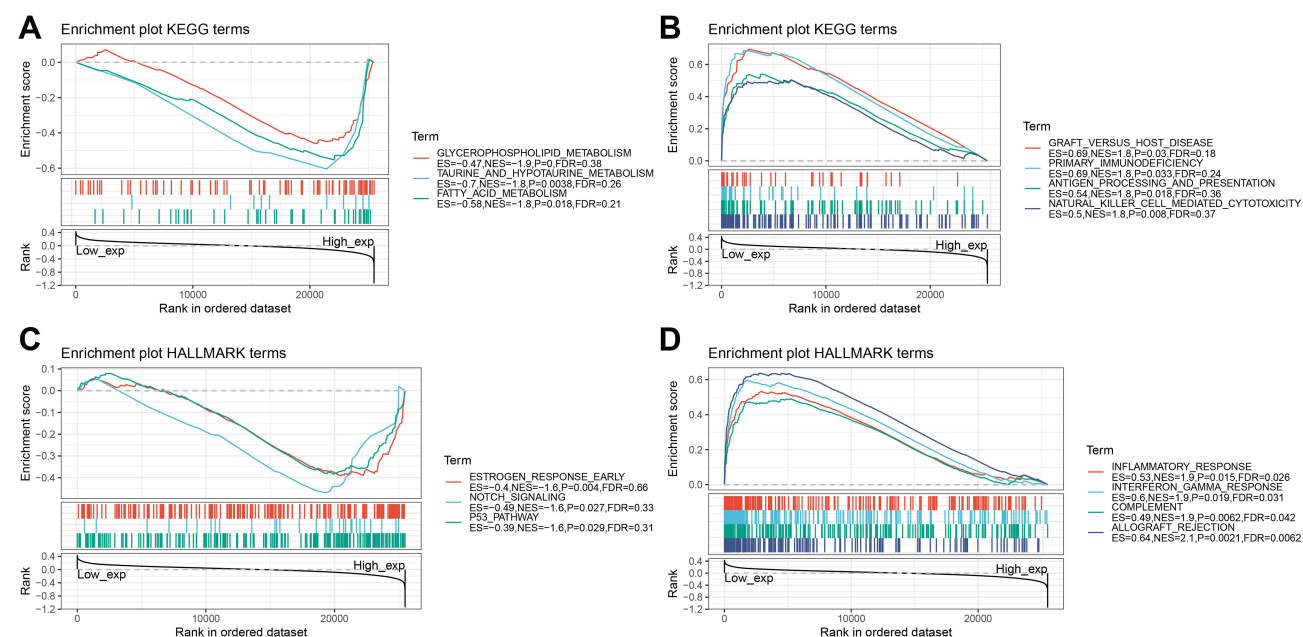 A
Enrichment plot KEGG terms
Enrichment score
0.0
−0.2
−0.4
−0.6
Rank
0.4
0.0
−0.4
−0.8
−1.2
Low_exp
High_exp
0
10000
20000
Rank in ordered dataset
Term
GLYCEROPHOSPHOLIPID_METABOLISM
ES=−0.47,NES=−1.9,P=0,FDR=0.38
TAURINE_AND_HYPOTAURINE_METABOLISM
ES=−0.7,NES=−1.8,P=0.0038,FDR=0.26
FATTY_ACID_METABOLISM
ES=−0.58,NES=−1.8,P=0.018,FDR=0.21
B
Enrichment plot KEGG terms
Enrichment score
0.6
0.4
0.2
0.0
Rank
0.4
0.0
−0.4
−0.8
−1.2
Low_exp
High_exp
0
10000
20000
Rank in ordered dataset
Term
GRAFT_VERSUS_HOST_DISEASE
ES=0.69,NES=1.8,P=0.03,FDR=0.18
PRIMARY_IMMUNODEFICIENCY
ES=0.69,NES=1.8,P=0.033,FDR=0.24
ANTIGEN_PROCESSING_AND_PRESENTATION
ES=0.54,NES=1.8,P=0.018,FDR=0.36
NATURAL_KILLER_CELL_MEDIATED_CYTOTOXICITY
ES=0.5,NES=1.8,P=0.008,FDR=0.37
C
Enrichment plot HALLMARK terms
Enrichment score
0.1
0.0
−0.1
−0.2
−0.3
−0.4
Rank
0.4
0.0
−0.4
−0.8
−1.2
Low_exp
High_exp
0
10000
20000
Rank in ordered dataset
Term
ESTROGEN_RESPONSE_EARLY
ES=−0.4,NES=−1.6,P=0.004,FDR=0.66
NOTCH_SIGNALING
ES=−0.49,NES=−1.6,P=0.027,FDR=0.33
P53_PATHWAY
ES=−0.39,NES=−1.6,P=0.029,FDR=0.31
D
Enrichment plot HALLMARK terms
Enrichment score
0.6
0.4
0.2
0.0
Rank
0.4
0.0
−0.4
−0.8
−1.2
Low_exp
High_exp
0
10000
20000
Rank in ordered dataset
Term
INFLAMMATORY_RESPONSE
ES=0.53,NES=1.9,P=0.015,FDR=0.026
INTERFERON_GAMMA_RESPONSE
ES=0.6,NES=1.9,P=0.019,FDR=0.031
COMPLEMENT
ES=0.49,NES=1.9,P=0.0062,FDR=0.042
ALLOGRAFT_REJECTION
ES=0.64,NES=2.1,P=0.0021,FDR=0.0062